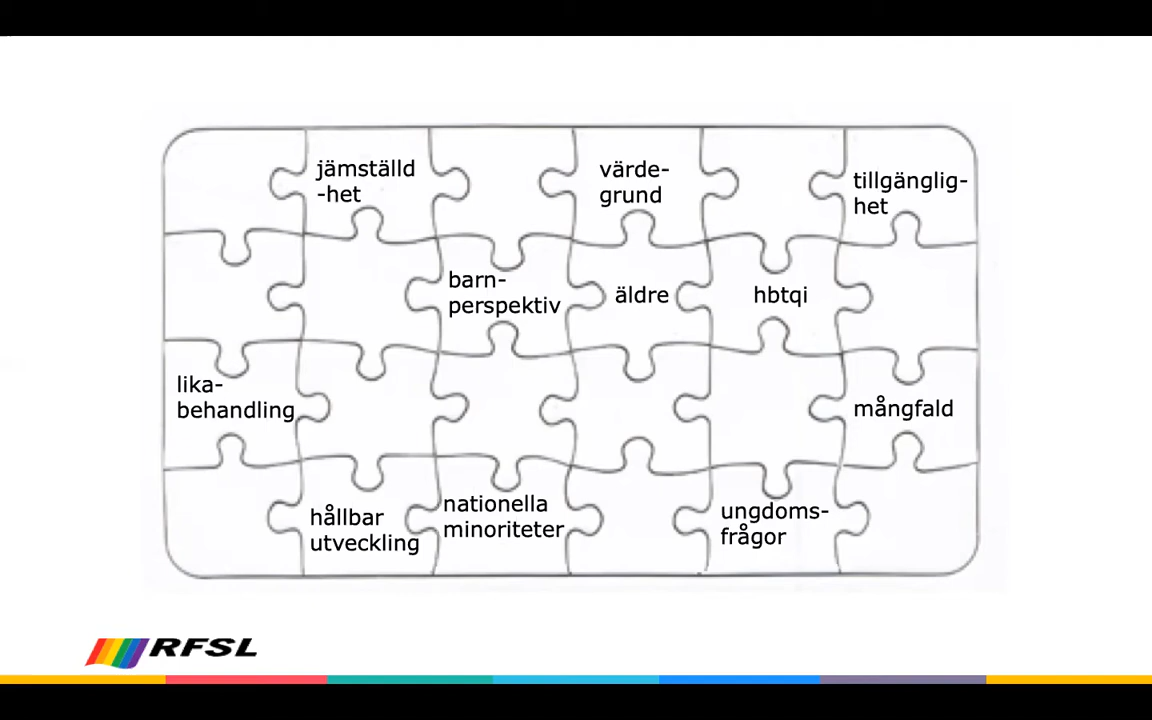 jämställd
-het
värde-
grund
tillgänglig-
het
barn-
perspektiv
äldre
hbtqi
lika-
behandling
mångfald
hållbar
utveckling
nationella
minoriteter
ungdoms-
frågor
RFSL